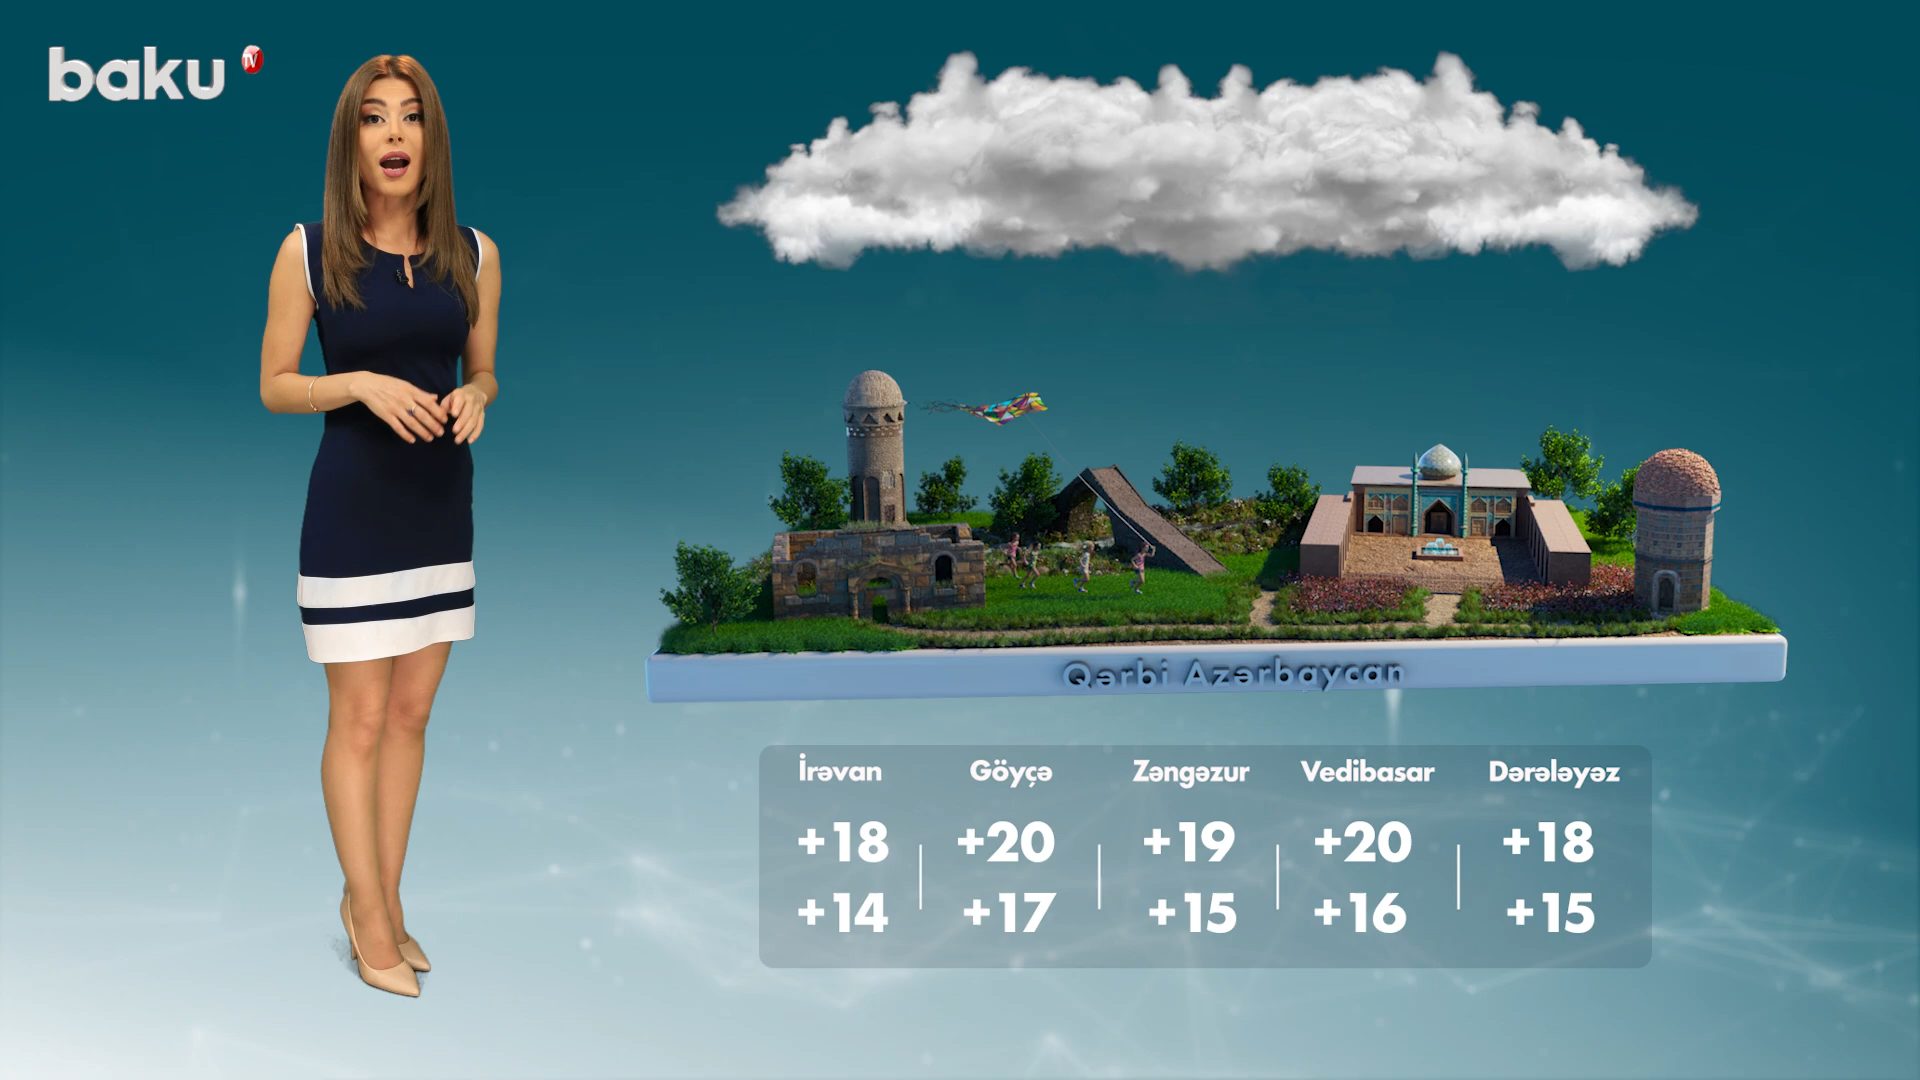 baku TV
Qərbi Azərbaycan
İrəvan Göyçə Zəngəzur Vedibasar Dərələyəz
+18 +20 +19 +20 +18
+14 +17 +15 +16 +15